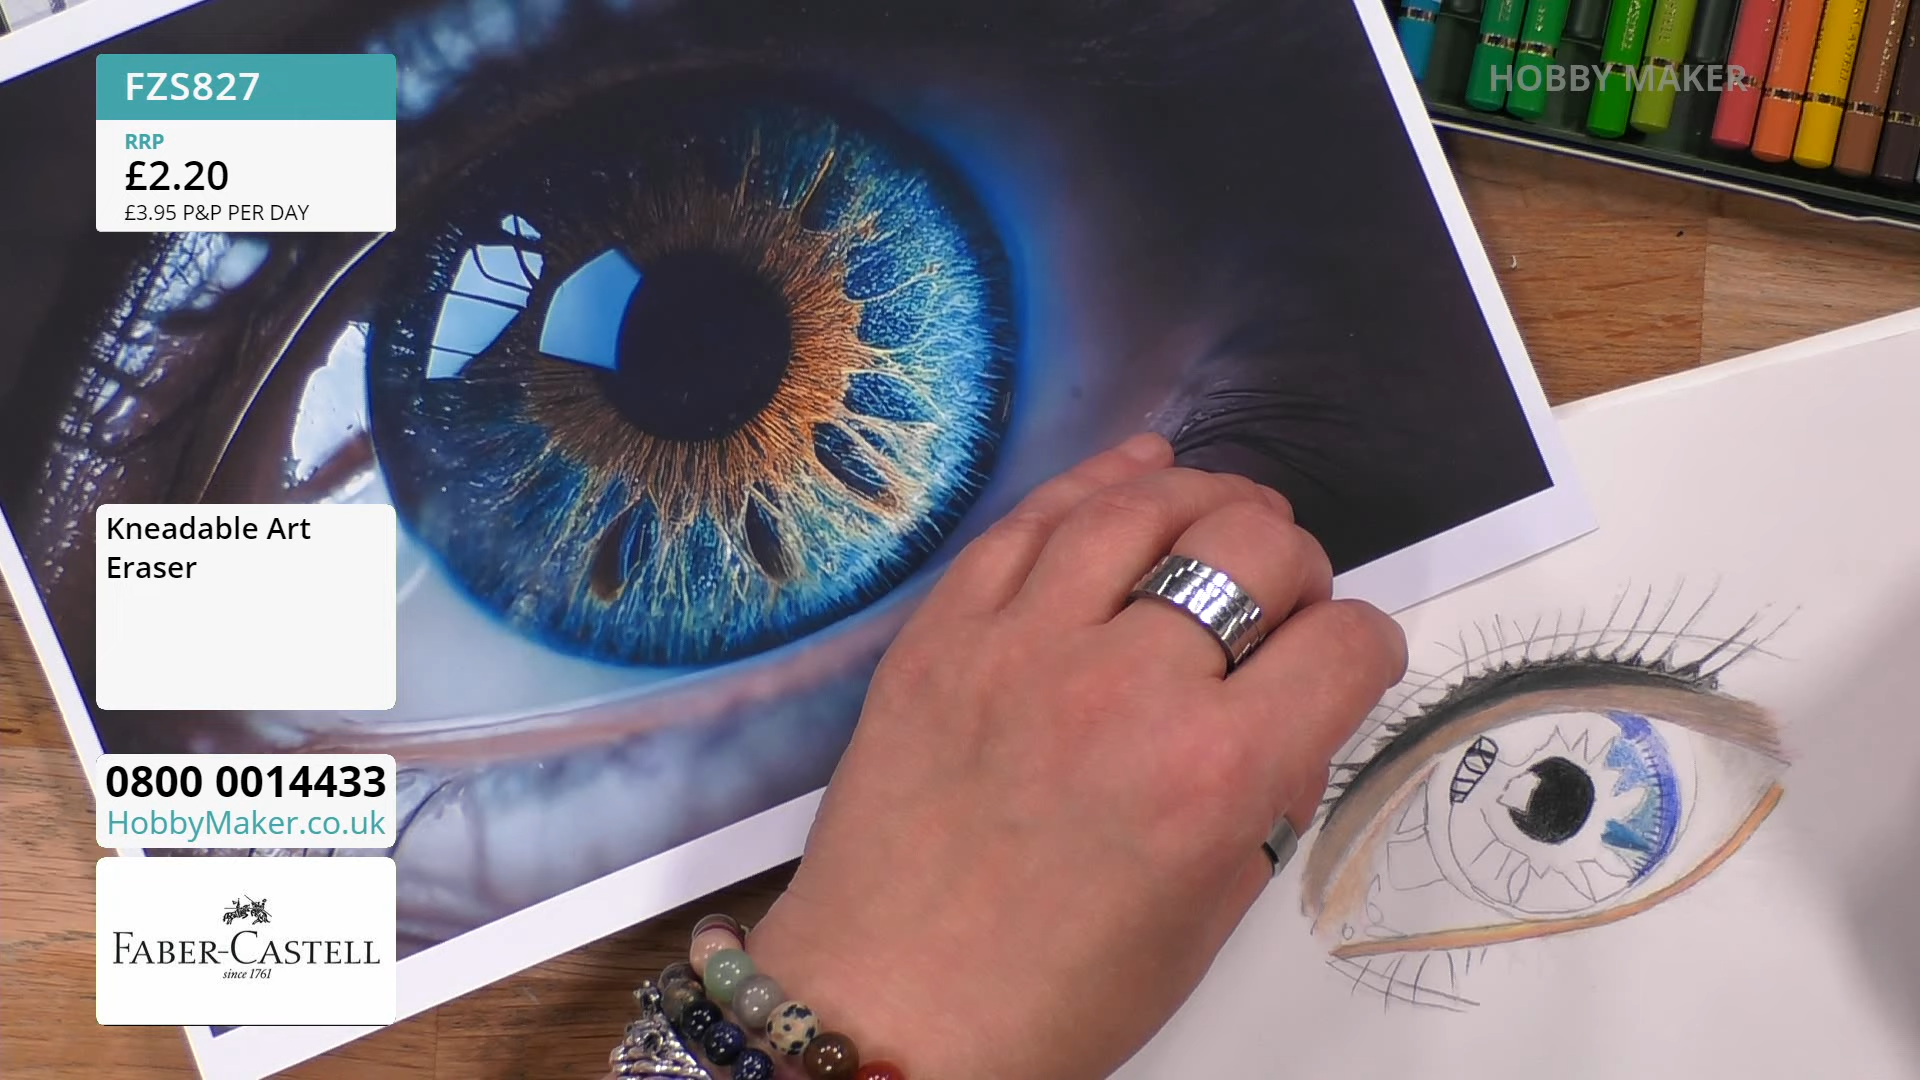 FZS827
RRP
£2.20
£3.95 P&P PER DAY
HOBBY MAKER
Kneadable Art
Eraser
0800 0014433
HobbyMaker.co.uk
FABER-CASTELL
since 1761